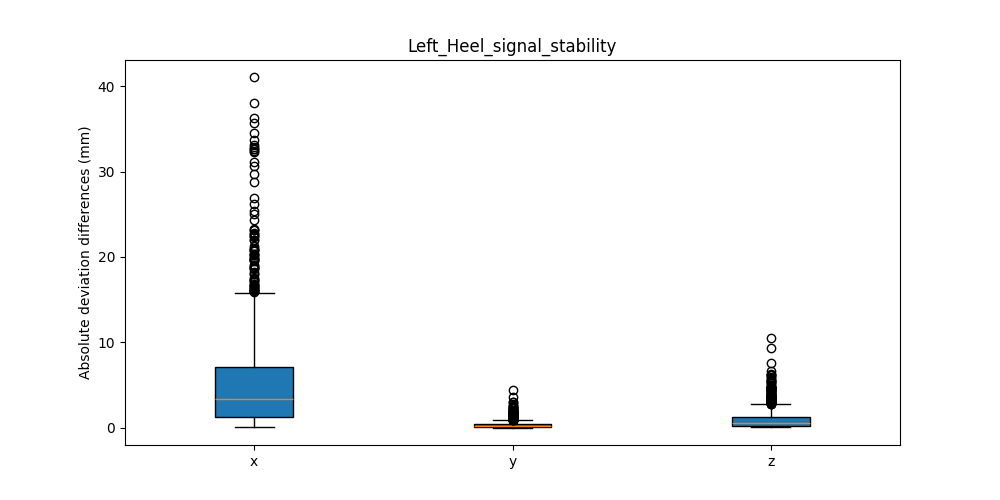 Left_Heel_signal_stability
Absolute deviation differences (mm)
40
30
20
10
0
x
y
z